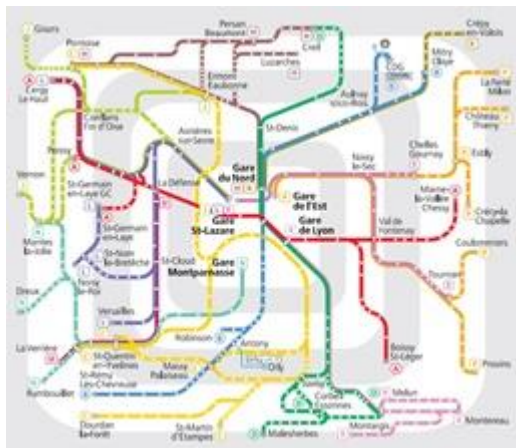 Gisors
Pontoise
Persan
Beaumont
Creil
Luzarches
Crépy
en-Valois
CDG
Mitry
Claye
Cergy
Le Haut
Ermont
Eaubonne
Aulnay
sous-Bois
La Ferté
Milon
Conflans
Fin d'Oise
Asnières
sur-Seine
St-Denis
Château
Thierry
Poissy
Noisy
le-Sec
Chelles
Gournay
Esbly
Vernon
St-Germain
en-Laye GC
La Défense
Gare
du Nord
Gare
de l'Est
Marne-
la-Vallée
Chessy
Gare
St-Lazare
Gare
de Lyon
Val de
Fontenay
Crécy-la
Chapelle
Mantes
la-Jolie
St-Germain
en-Laye
St-Nom
la-Bretèche
St-Cloud
Gare
Montparnasse
Coulommiers
Noisy
le-Roi
Tournan
Dreux
Versailles
La Verrière
Robinson
Antony
Orly
Boissy
St-Léger
Provins
St-Quentin
en-Yvelines
St-Rémy
Les-Chevreuse
Massy
Palaiseau
Rambouillet
Juvisy
Corbeil
Essonnes
Melun
Dourdan
la-Forêt
St-Martin
d'Étampes
Malesherbes
Montargis
Montereau